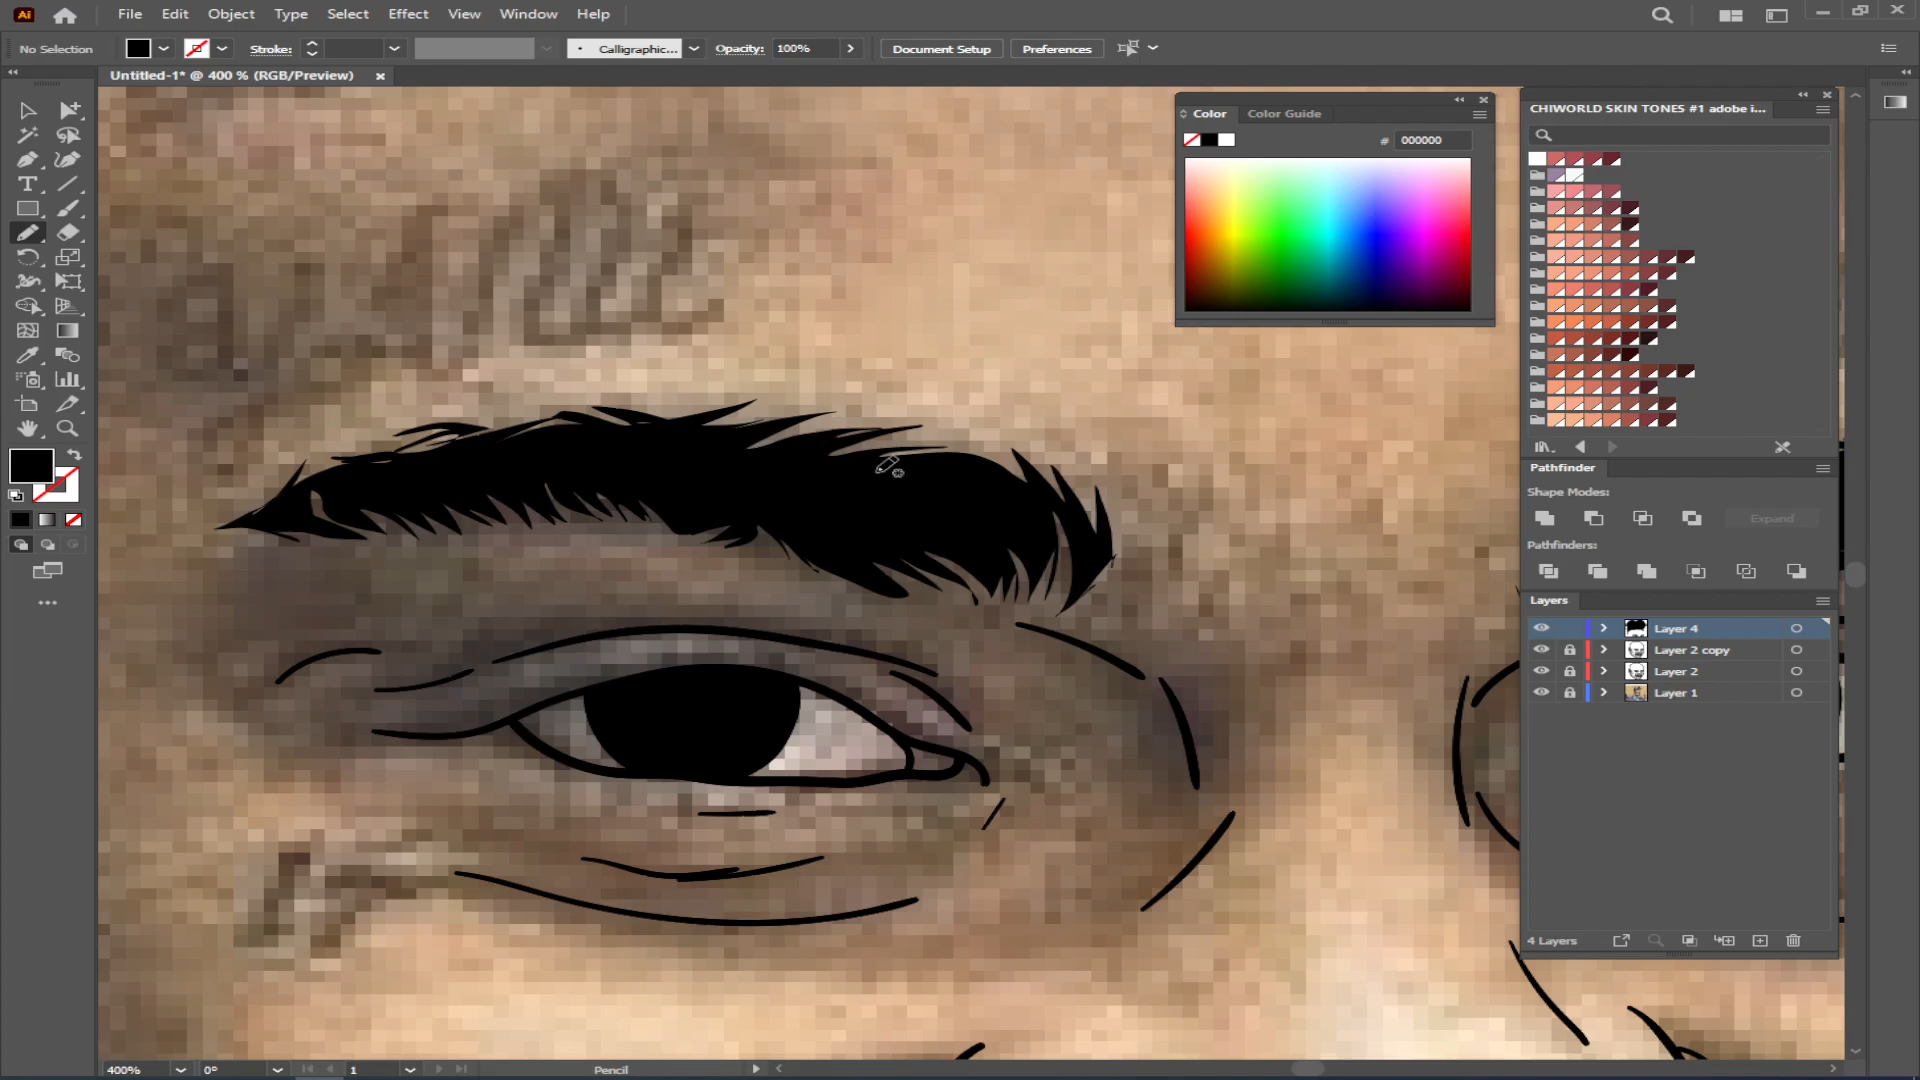 Ai File Edit Object Type Select Effect View Window Help
No Selection Stroke: Calligraphic... Opacity: 100% Document Setup Preferences
Untitled-1* @ 400 % (RGB/Preview)
Color Color Guide
# 000000
CHIWORLD SKIN TONES #1 adobe i...
Pathfinder
Shape Modes:
Expand
Pathfinders:
Layers
Layer 4
Layer 2 copy
Layer 2
Layer 1
4 Layers
400% 0° 1 Pencil